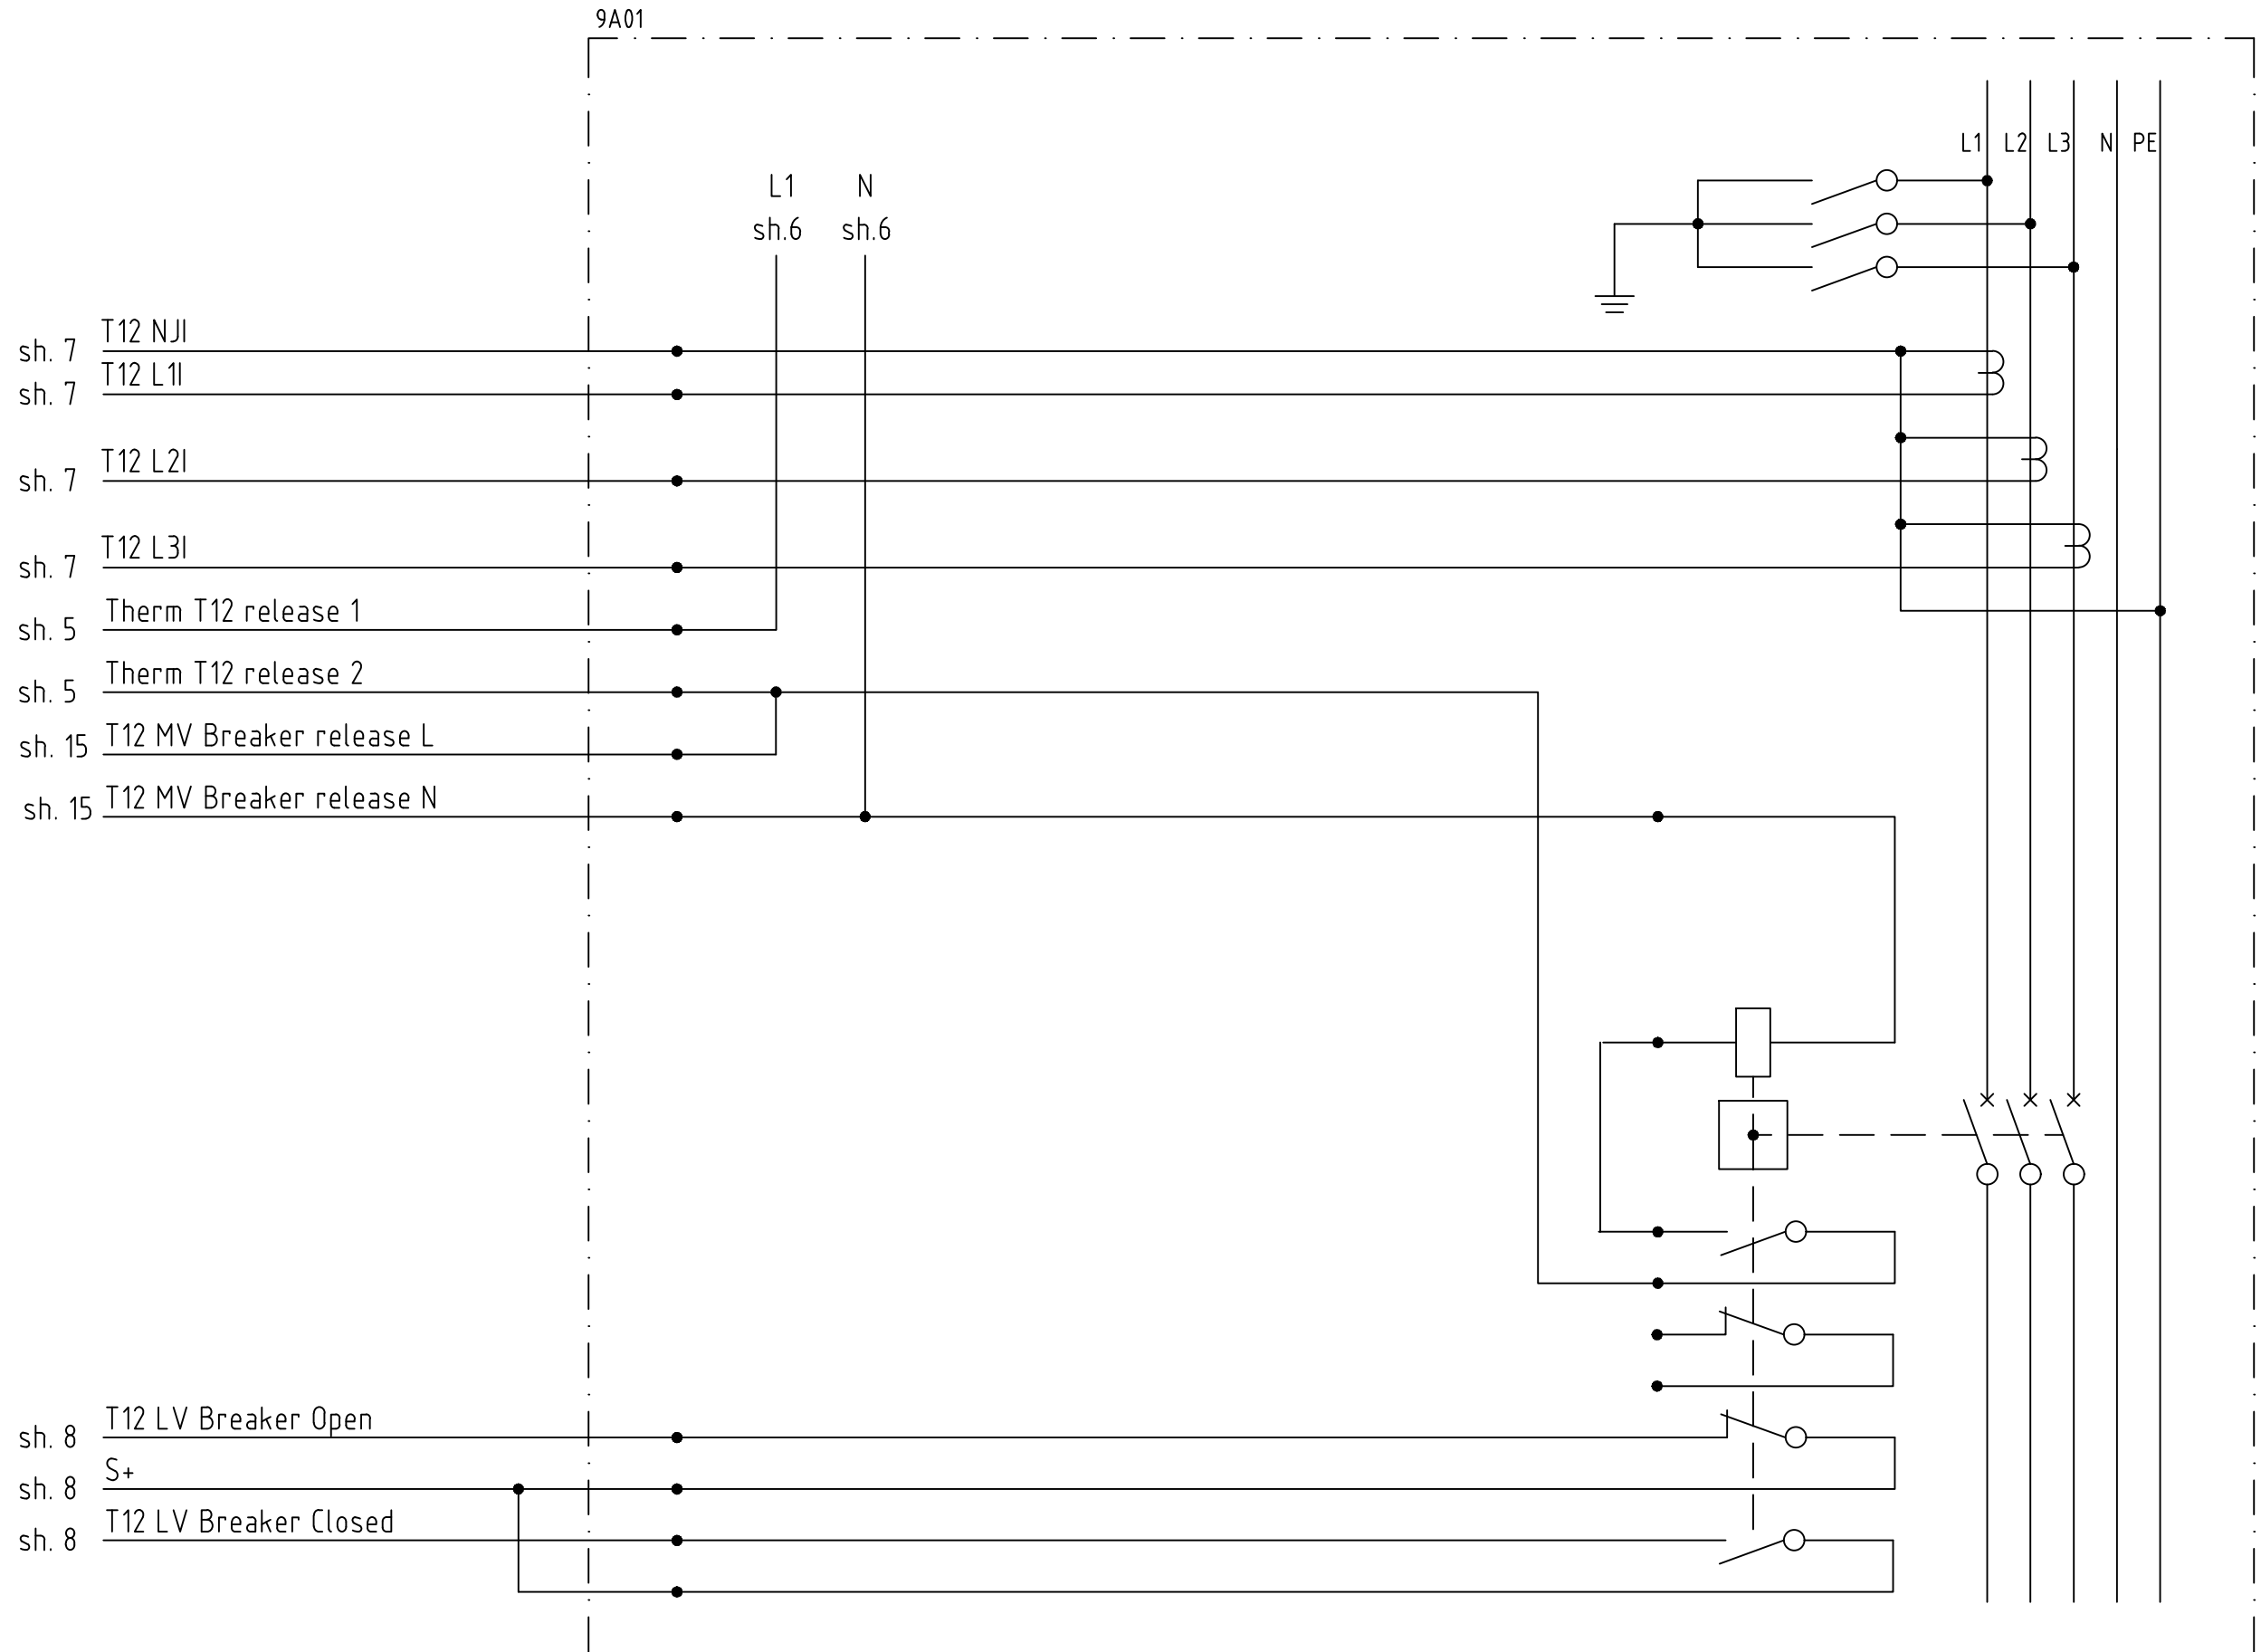 9A01
L1 L2 L3 N PE
L1 N
sh.6 sh.6
T12 NJI
sh. 7
T12 L1I
sh. 7
T12 L2I
sh. 7
T12 L3I
sh. 7
Therm T12 release 1
sh. 5
Therm T12 release 2
sh. 5
T12 MV Breaker release L
sh. 15
T12 MV Breaker release N
sh. 15
T12 LV Breaker Open
sh. 8
S+
sh. 8
T12 LV Breaker Closed
sh. 8